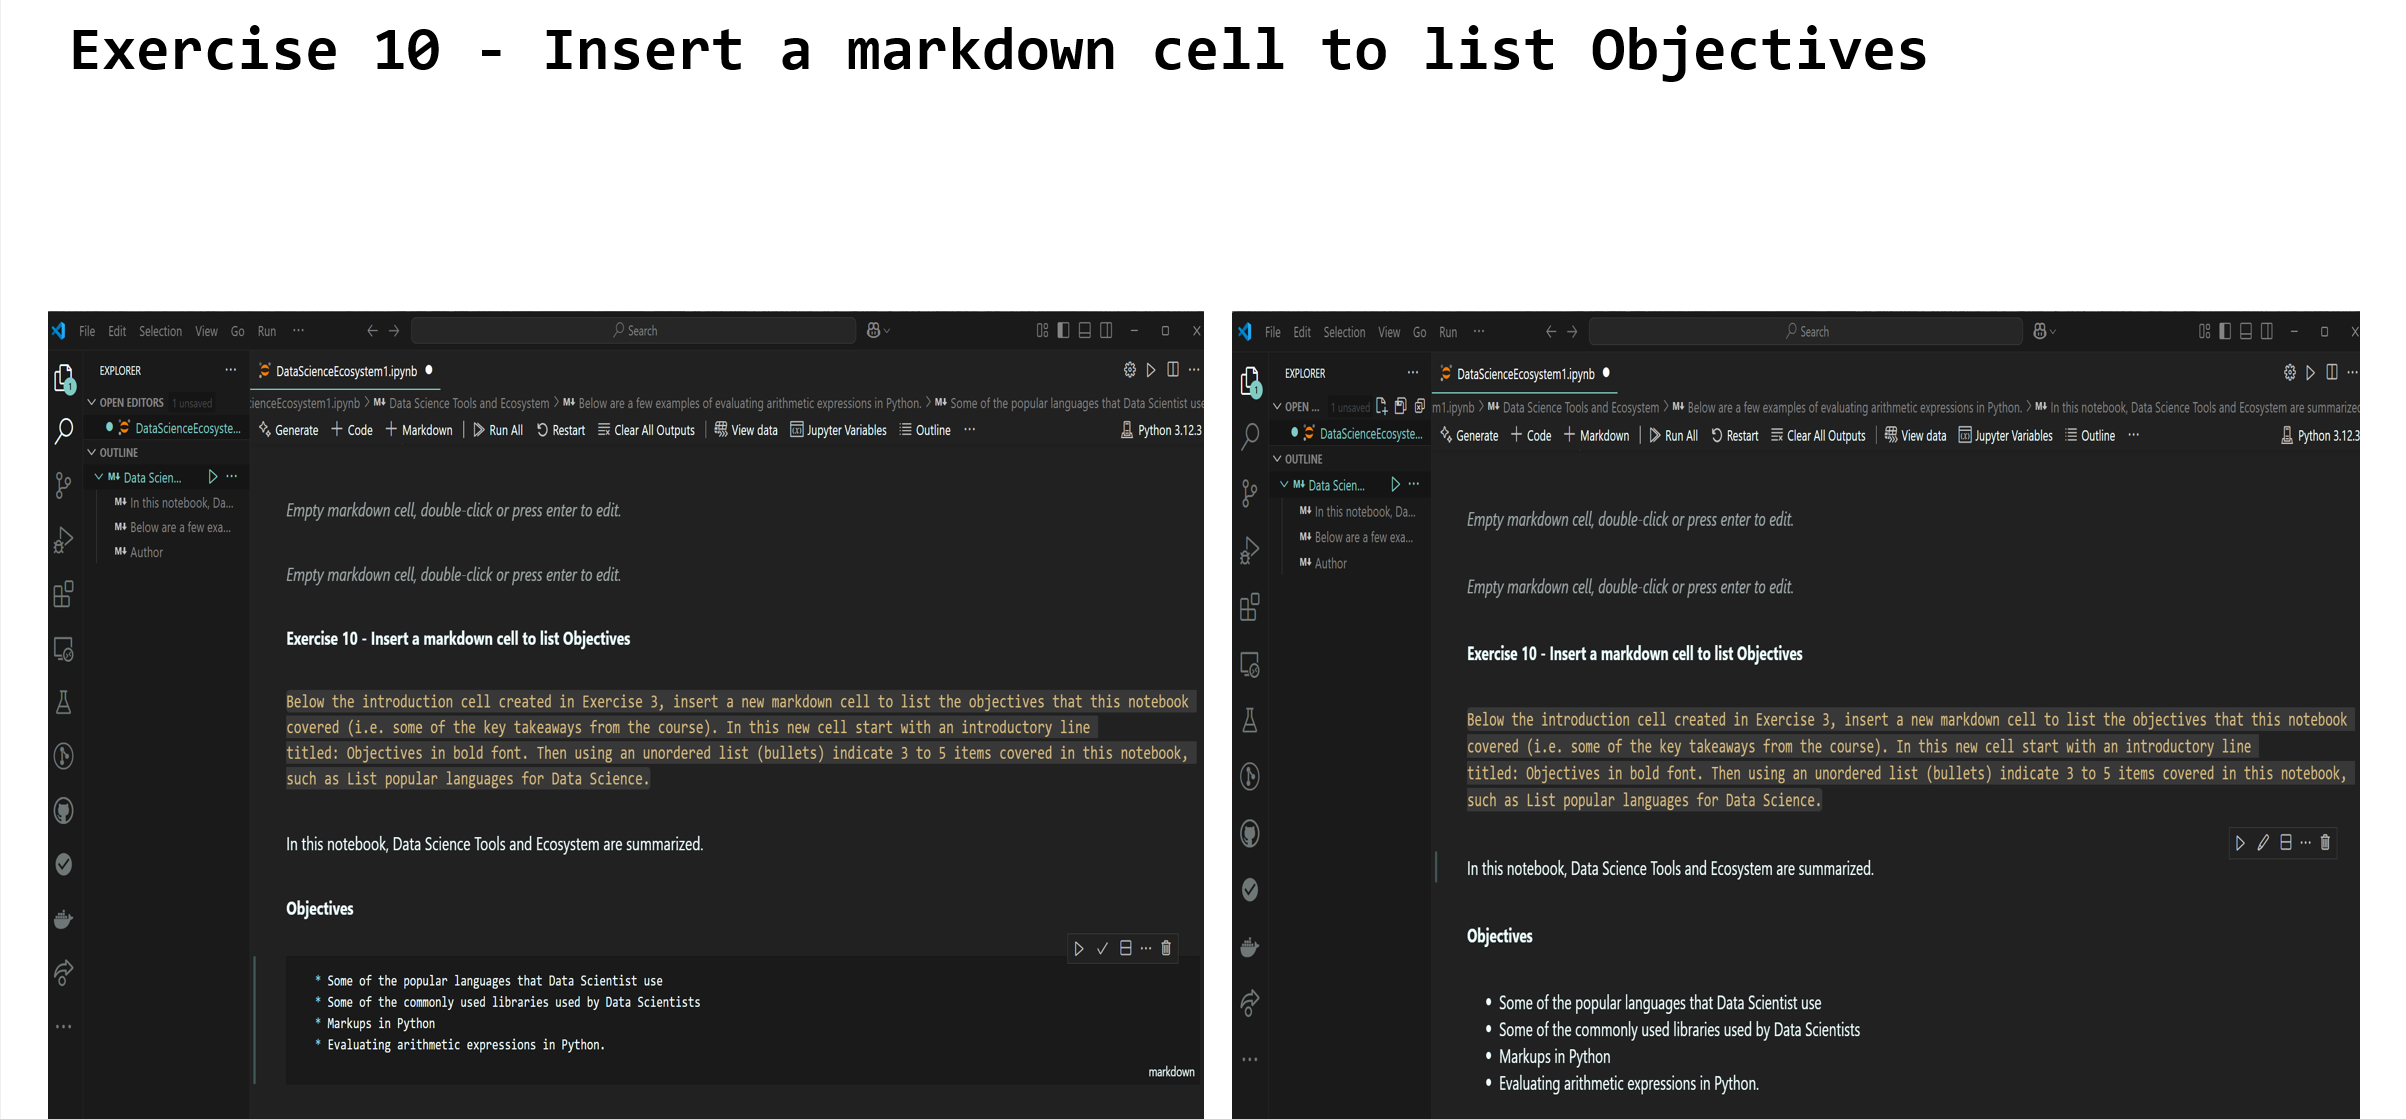 Exercise 10 - Insert a markdown cell to list Objectives
File Edit Selection View Go Run ··· Search
EXPLORER ···
DataScienceEcosystem1.ipynb
OPEN EDITORS 1 unsaved
ienceEcosystem1.ipynb > M↓ Data Science Tools and Ecosystem > M↓ Below are a few examples of evaluating arithmetic expressions in Python. > M↓ Some of the popular languages that Data Scientist use
DataScienceEcosyste...
Generate + Code + Markdown Run All Restart Clear All Outputs View data Jupyter Variables Outline ··· Python 3.12.3
OUTLINE
M↓ Data Scien... ···
M↓ In this notebook, Da...
M↓ Below are a few exa...
M↓ Author
Empty markdown cell, double-click or press enter to edit.
Empty markdown cell, double-click or press enter to edit.
Exercise 10 - Insert a markdown cell to list Objectives
Below the introduction cell created in Exercise 3, insert a new markdown cell to list the objectives that this notebook
covered (i.e. some of the key takeaways from the course). In this new cell start with an introductory line
titled: Objectives in bold font. Then using an unordered list (bullets) indicate 3 to 5 items covered in this notebook,
such as List popular languages for Data Science.
In this notebook, Data Science Tools and Ecosystem are summarized.
Objectives
* Some of the popular languages that Data Scientist use
* Some of the commonly used libraries used by Data Scientists
* Markups in Python
* Evaluating arithmetic expressions in Python.
markdown
File Edit Selection View Go Run ··· Search
EXPLORER ···
DataScienceEcosystem1.ipynb
OPEN ... 1 unsaved
m1.ipynb > M↓ Data Science Tools and Ecosystem > M↓ Below are a few examples of evaluating arithmetic expressions in Python. > M↓ In this notebook, Data Science Tools and Ecosystem are summarized
DataScienceEcosyste...
Generate + Code + Markdown Run All Restart Clear All Outputs View data Jupyter Variables Outline ··· Python 3.12.3
OUTLINE
M↓ Data Scien... ···
M↓ In this notebook, Da...
M↓ Below are a few exa...
M↓ Author
Empty markdown cell, double-click or press enter to edit.
Empty markdown cell, double-click or press enter to edit.
Exercise 10 - Insert a markdown cell to list Objectives
Below the introduction cell created in Exercise 3, insert a new markdown cell to list the objectives that this notebook
covered (i.e. some of the key takeaways from the course). In this new cell start with an introductory line
titled: Objectives in bold font. Then using an unordered list (bullets) indicate 3 to 5 items covered in this notebook,
such as List popular languages for Data Science.
In this notebook, Data Science Tools and Ecosystem are summarized.
Objectives
• Some of the popular languages that Data Scientist use
• Some of the commonly used libraries used by Data Scientists
• Markups in Python
• Evaluating arithmetic expressions in Python.